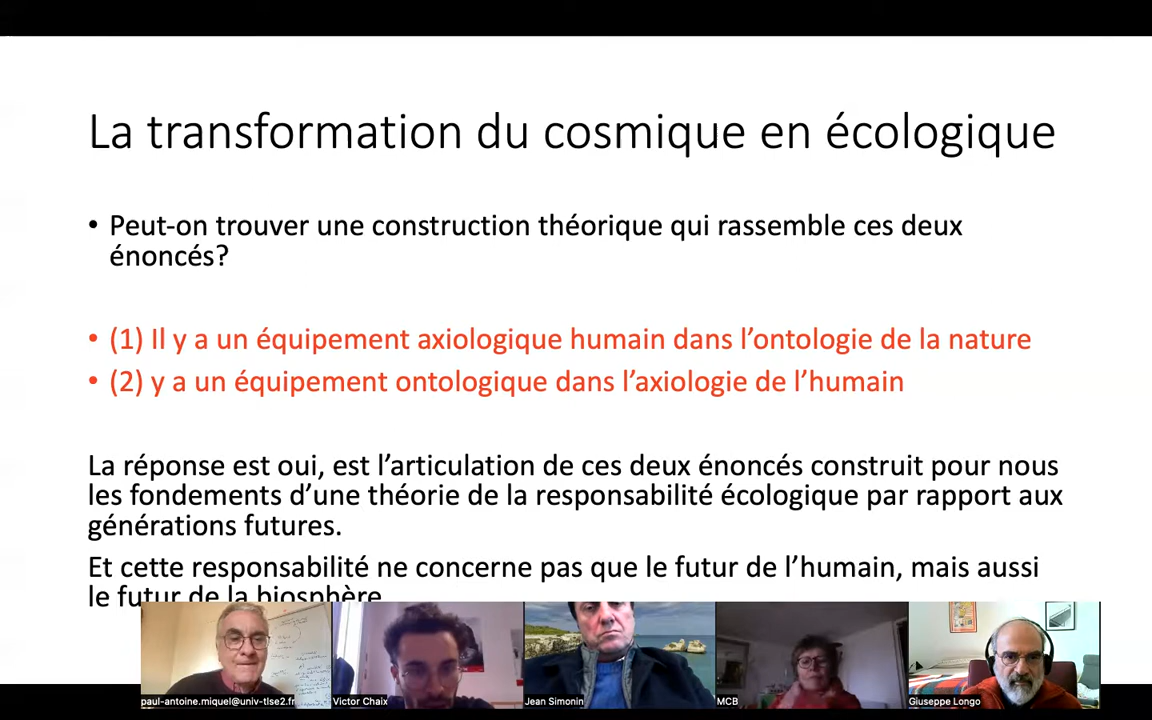 La transformation du cosmique en écologique
• Peut-on trouver une construction théorique qui rassemble ces deux
énoncés?
• (1) Il y a un équipement axiologique humain dans l’ontologie de la nature
• (2) y a un équipement ontologique dans l’axiologie de l’humain
La réponse est oui, est l’articulation de ces deux énoncés construit pour nous
les fondements d’une théorie de la responsabilité écologique par rapport aux
générations futures.
Et cette responsabilité ne concerne pas que le futur de l’humain, mais aussi
le futur de la biosphère
paul-antoine.miquel@univ-tlse2.fr
Victor Chaix
Jean Simonin
MCB
Giuseppe Longo